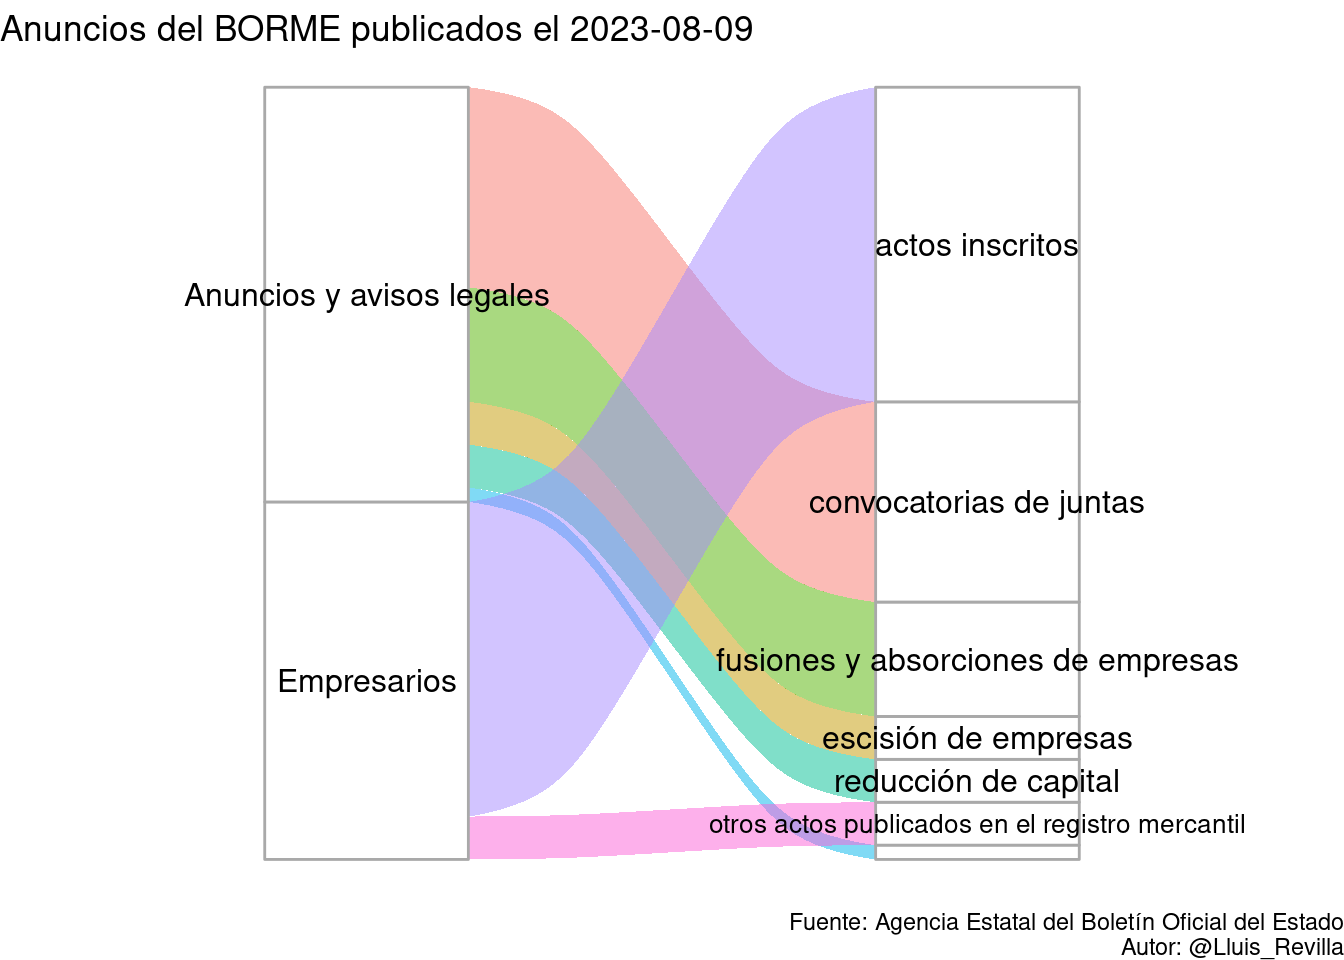 Anuncios del BORME publicados el 2023-08-09
actos inscritos
Anuncios y avisos legales
convocatorias de juntas
fusiones y absorciones de empresas
Empresarios
escisión de empresas
reducción de capital
otros actos publicados en el registro mercantil
Fuente: Agencia Estatal del Boletín Oficial del Estado
Autor: @Lluis_Revilla